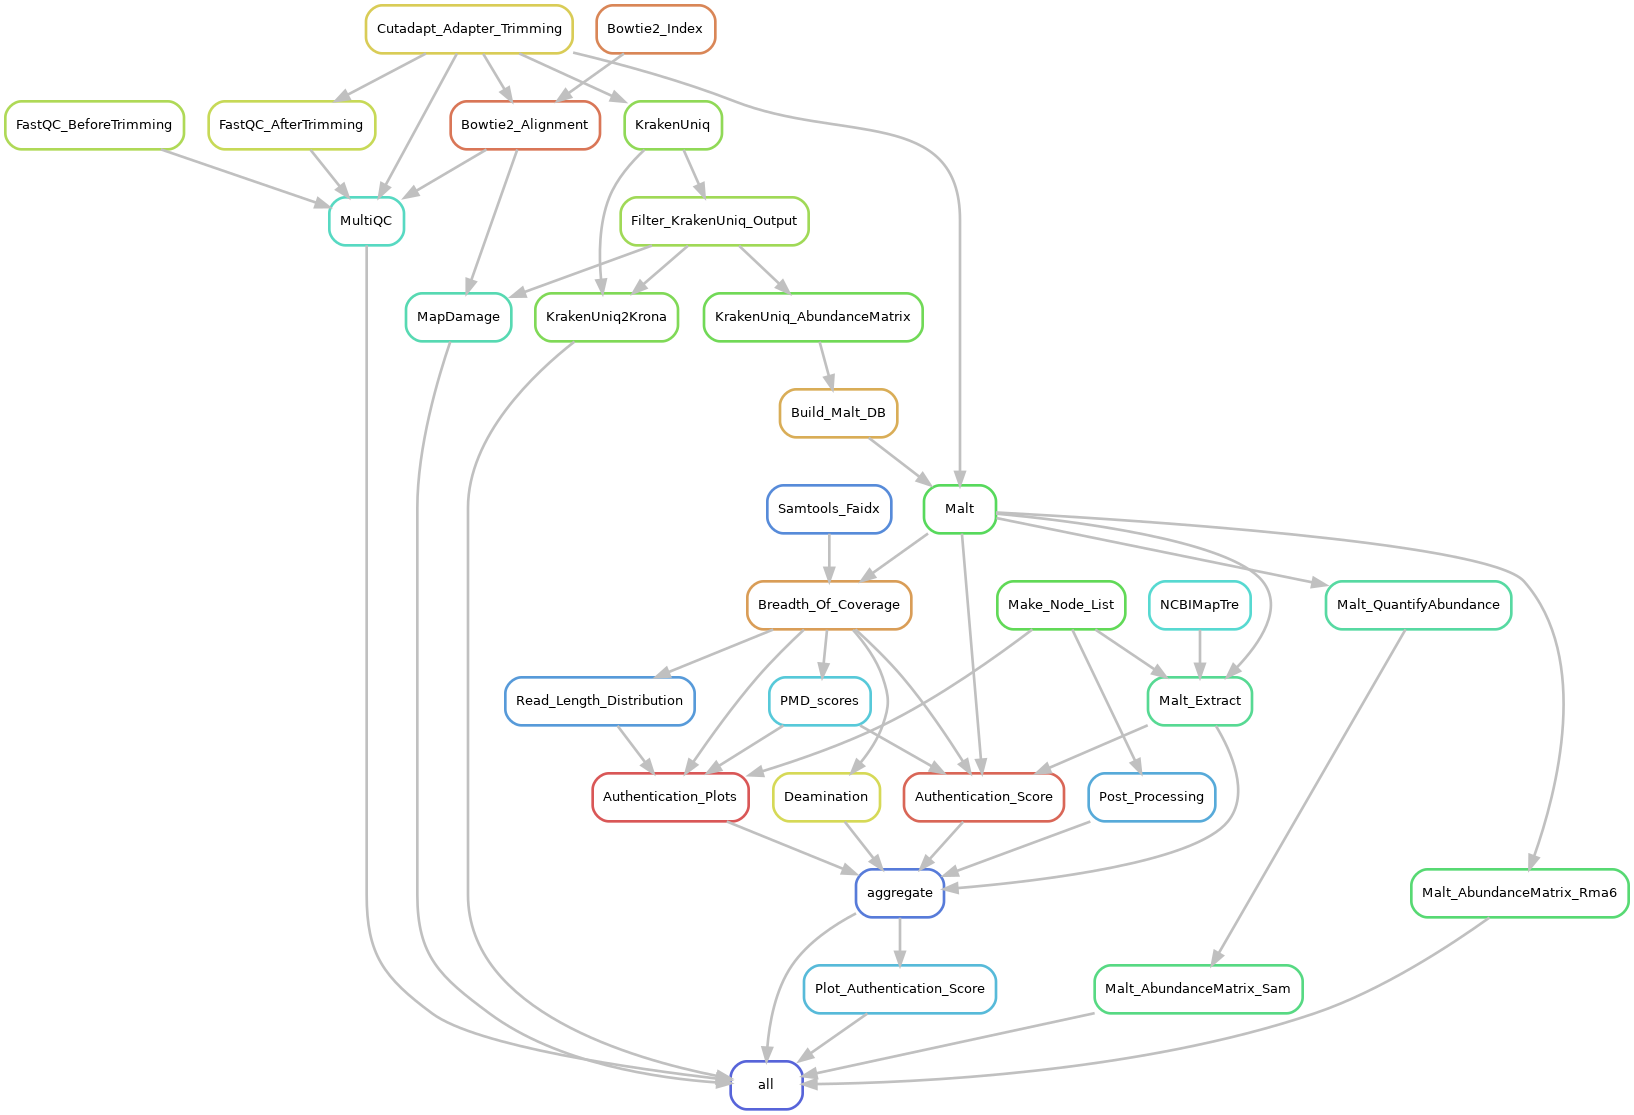 Cutadapt_Adapter_Trimming
Bowtie2_Index
FastQC_BeforeTrimming
FastQC_AfterTrimming
Bowtie2_Alignment
KrakenUniq
MultiQC
Filter_KrakenUniq_Output
MapDamage
KrakenUniq2Krona
KrakenUniq_AbundanceMatrix
Build_Malt_DB
Samtools_Faidx
Malt
Breadth_Of_Coverage
Make_Node_List
NCBIMapTre
Malt_QuantifyAbundance
Read_Length_Distribution
PMD_scores
Malt_Extract
Authentication_Plots
Deamination
Authentication_Score
Post_Processing
aggregate
Malt_AbundanceMatrix_Rma6
Plot_Authentication_Score
Malt_AbundanceMatrix_Sam
all